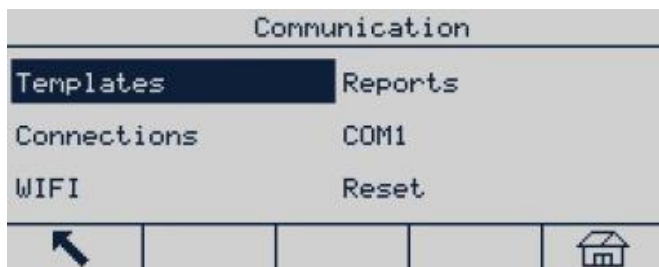 Communication
Templates Reports
Connections COM1
WIFI Reset